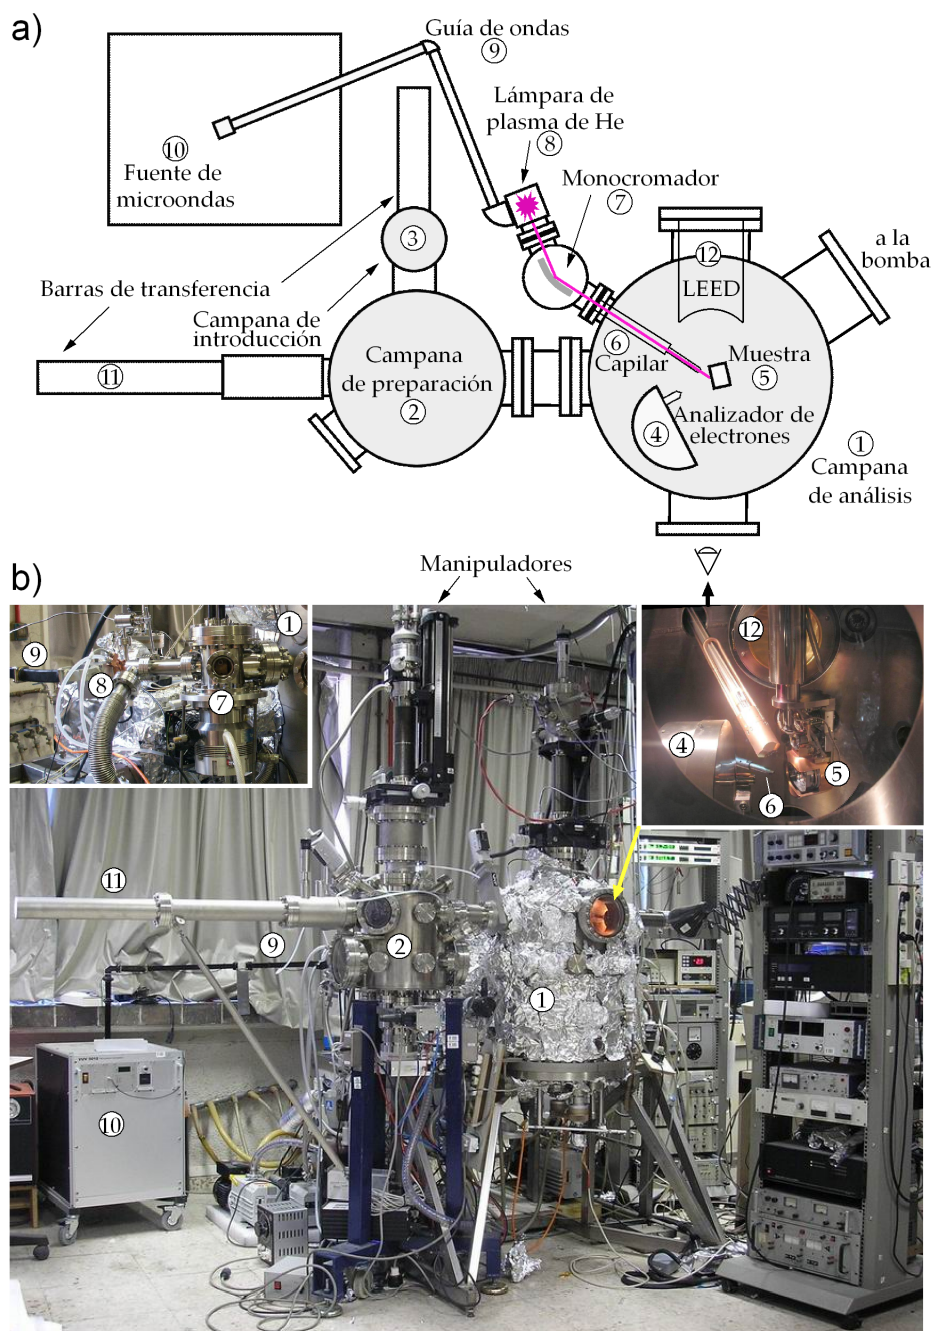 a)
Guía de ondas
9
Lámpara de
plasma de He
8
10
Fuente de
microondas
Monocromador
7
3
12
LEED
a la
bomba
Barras de transferencia
Campana de
introducción
11
Campana
de preparación
2
6
Capilar
Muestra
5
4
Analizador de
electrones
1
Campana
de análisis
b)
Manipuladores
9
8
7
1
12
4
5
6
11
9
2
1
10